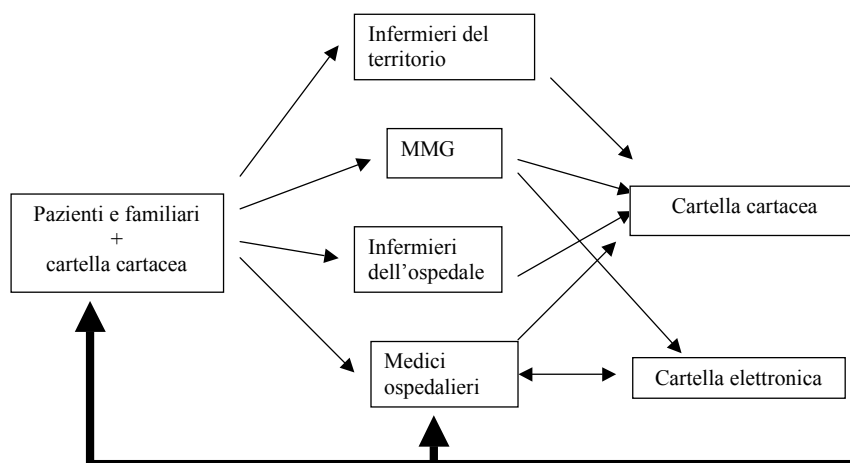 Infermieri del
territorio
MMG
Pazienti e familiari
+
cartella cartacea
Cartella cartacea
Infermieri
dell’ospedale
Medici
ospedalieri
Cartella elettronica